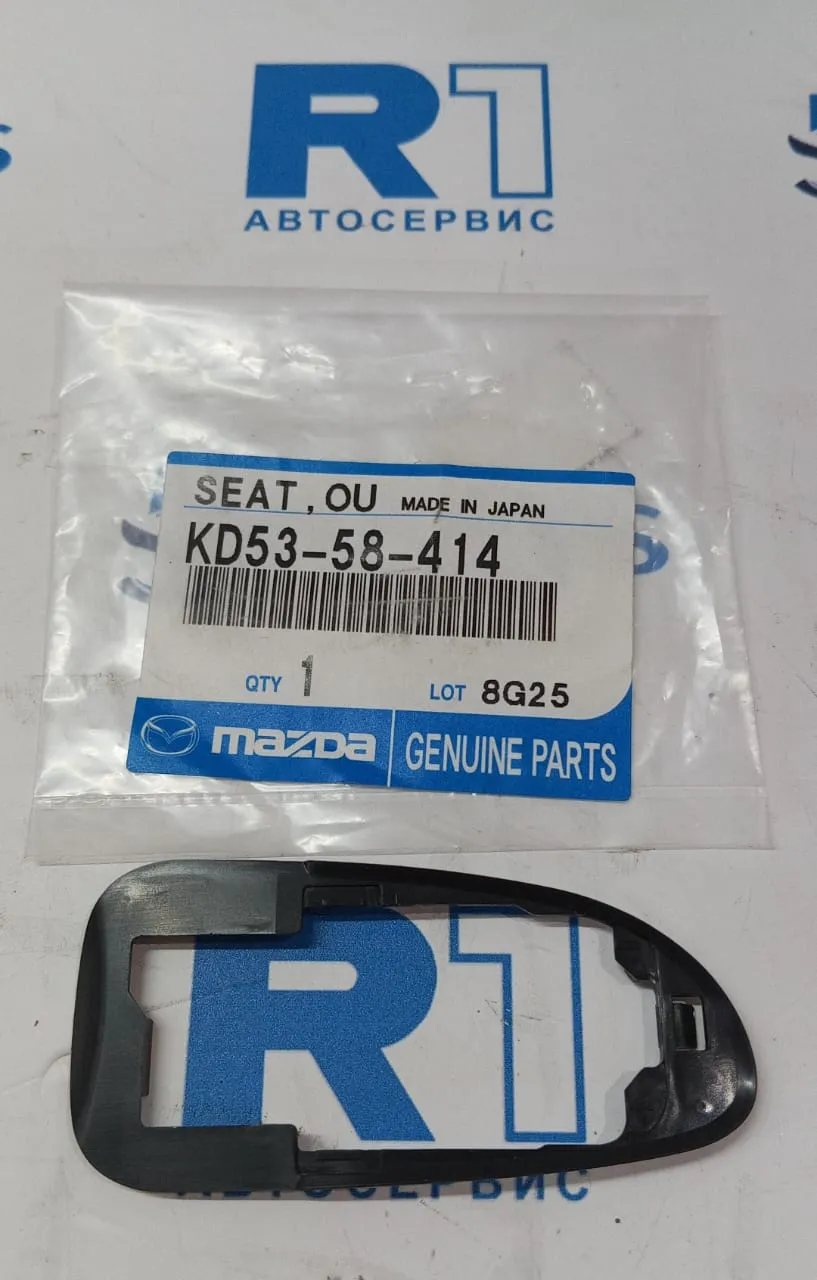 R1
АВТОСЕРВИС
SEAT, OU MADE IN JAPAN
KD53-58-414
QTY 1 LOT 8G25
mazda GENUINE PARTS
R1
АВТОСЕРВИС